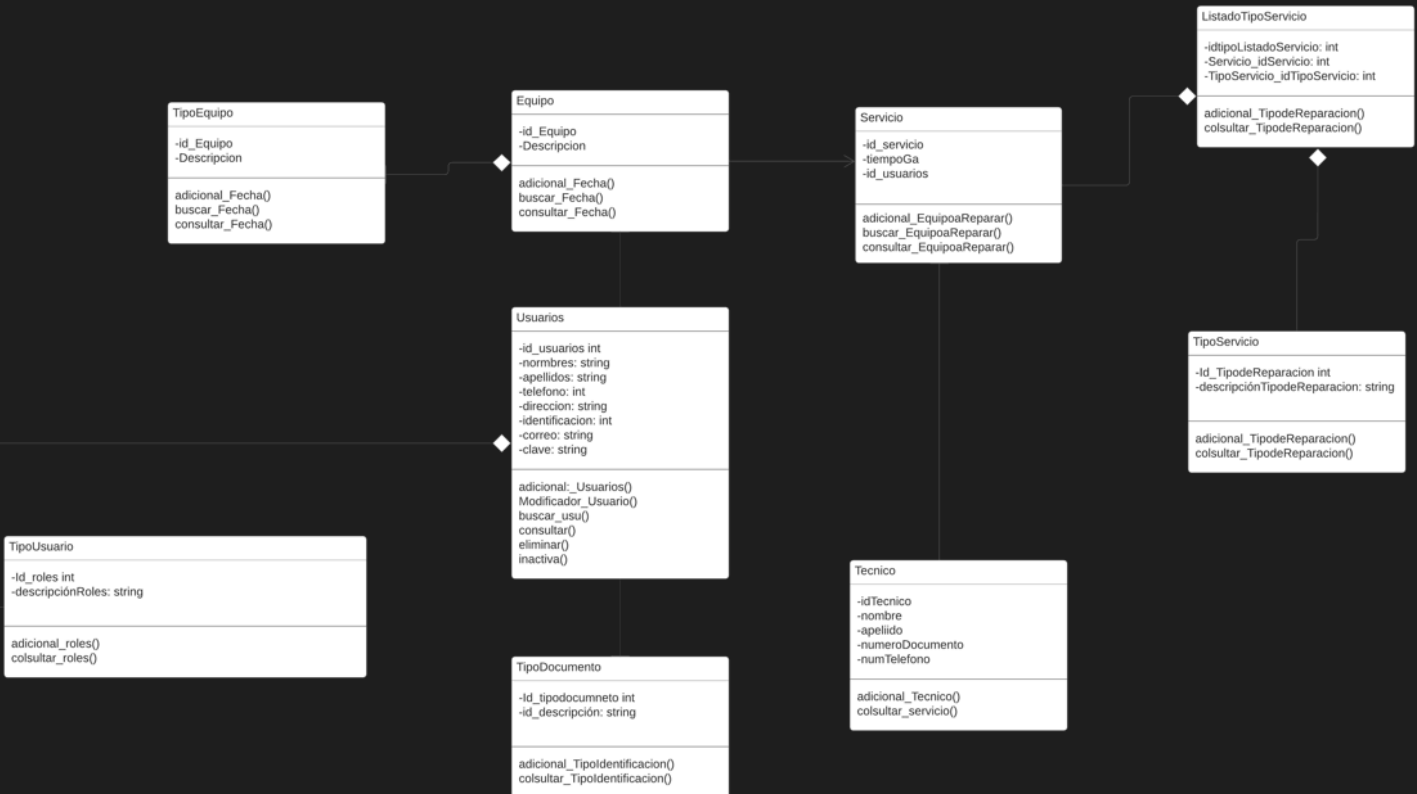 ListadoTipoServicio
-idtipoListadoServicio: int
-Servicio_idServicio: int
-TipoServicio_idTipoServicio: int
adicional_TipodeReparacion()
colsultar_TipodeReparacion()
TipoEquipo
-id_Equipo
-Descripcion
adicional_Fecha()
buscar_Fecha()
consultar_Fecha()
Equipo
-id_Equipo
-Descripcion
adicional_Fecha()
buscar_Fecha()
consultar_Fecha()
Servicio
-id_servicio
-tiempoGa
-id_usuarios
adicional_EquipoaReparar()
buscar_EquipoaReparar()
consultar_EquipoaReparar()
Usuarios
-id_usuarios int
-normbres: string
-apellidos: string
-telefono: int
-direccion: string
-identificacion: int
-correo: string
-clave: string
adicional:_Usuarios()
Modificador_Usuario()
buscar_usu()
consultar()
eliminar()
inactiva()
TipoServicio
-Id_TipodeReparacion int
-descripciónTipodeReparacion: string
adicional_TipodeReparacion()
colsultar_TipodeReparacion()
TipoUsuario
-Id_roles int
-descripciónRoles: string
adicional_roles()
colsultar_roles()
Tecnico
-idTecnico
-nombre
-apeliido
-numeroDocumento
-numTelefono
adicional_Tecnico()
colsultar_servicio()
TipoDocumento
-Id_tipodocumneto int
-id_descripción: string
adicional_TipoIdentificacion()
colsultar_TipoIdentificacion()